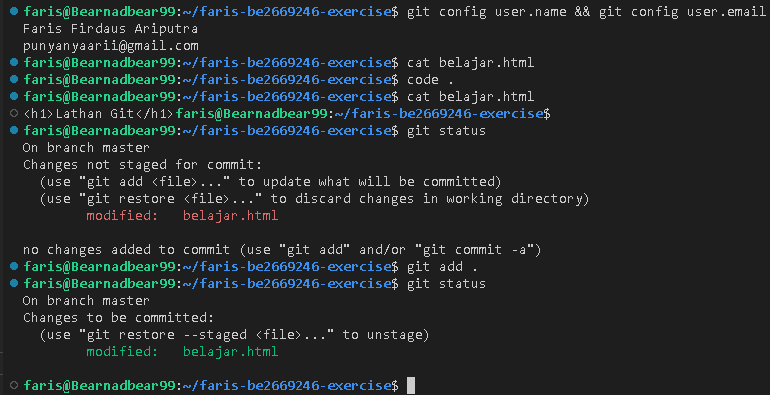 faris@Bearnadbear99:~/faris-be2669246-exercise$ git config user.name && git config user.email
Faris Firdaus Ariputra
punyanyaarii@gmail.com
faris@Bearnadbear99:~/faris-be2669246-exercise$ cat belajar.html
faris@Bearnadbear99:~/faris-be2669246-exercise$ code .
faris@Bearnadbear99:~/faris-be2669246-exercise$ cat belajar.html
<h1>Lathan Git</h1>faris@Bearnadbear99:~/faris-be2669246-exercise$
faris@Bearnadbear99:~/faris-be2669246-exercise$ git status
On branch master
Changes not staged for commit:
  (use "git add <file>..." to update what will be committed)
  (use "git restore <file>..." to discard changes in working directory)
        modified:   belajar.html

no changes added to commit (use "git add" and/or "git commit -a")
faris@Bearnadbear99:~/faris-be2669246-exercise$ git add .
faris@Bearnadbear99:~/faris-be2669246-exercise$ git status
On branch master
Changes to be committed:
  (use "git restore --staged <file>..." to unstage)
        modified:   belajar.html

faris@Bearnadbear99:~/faris-be2669246-exercise$